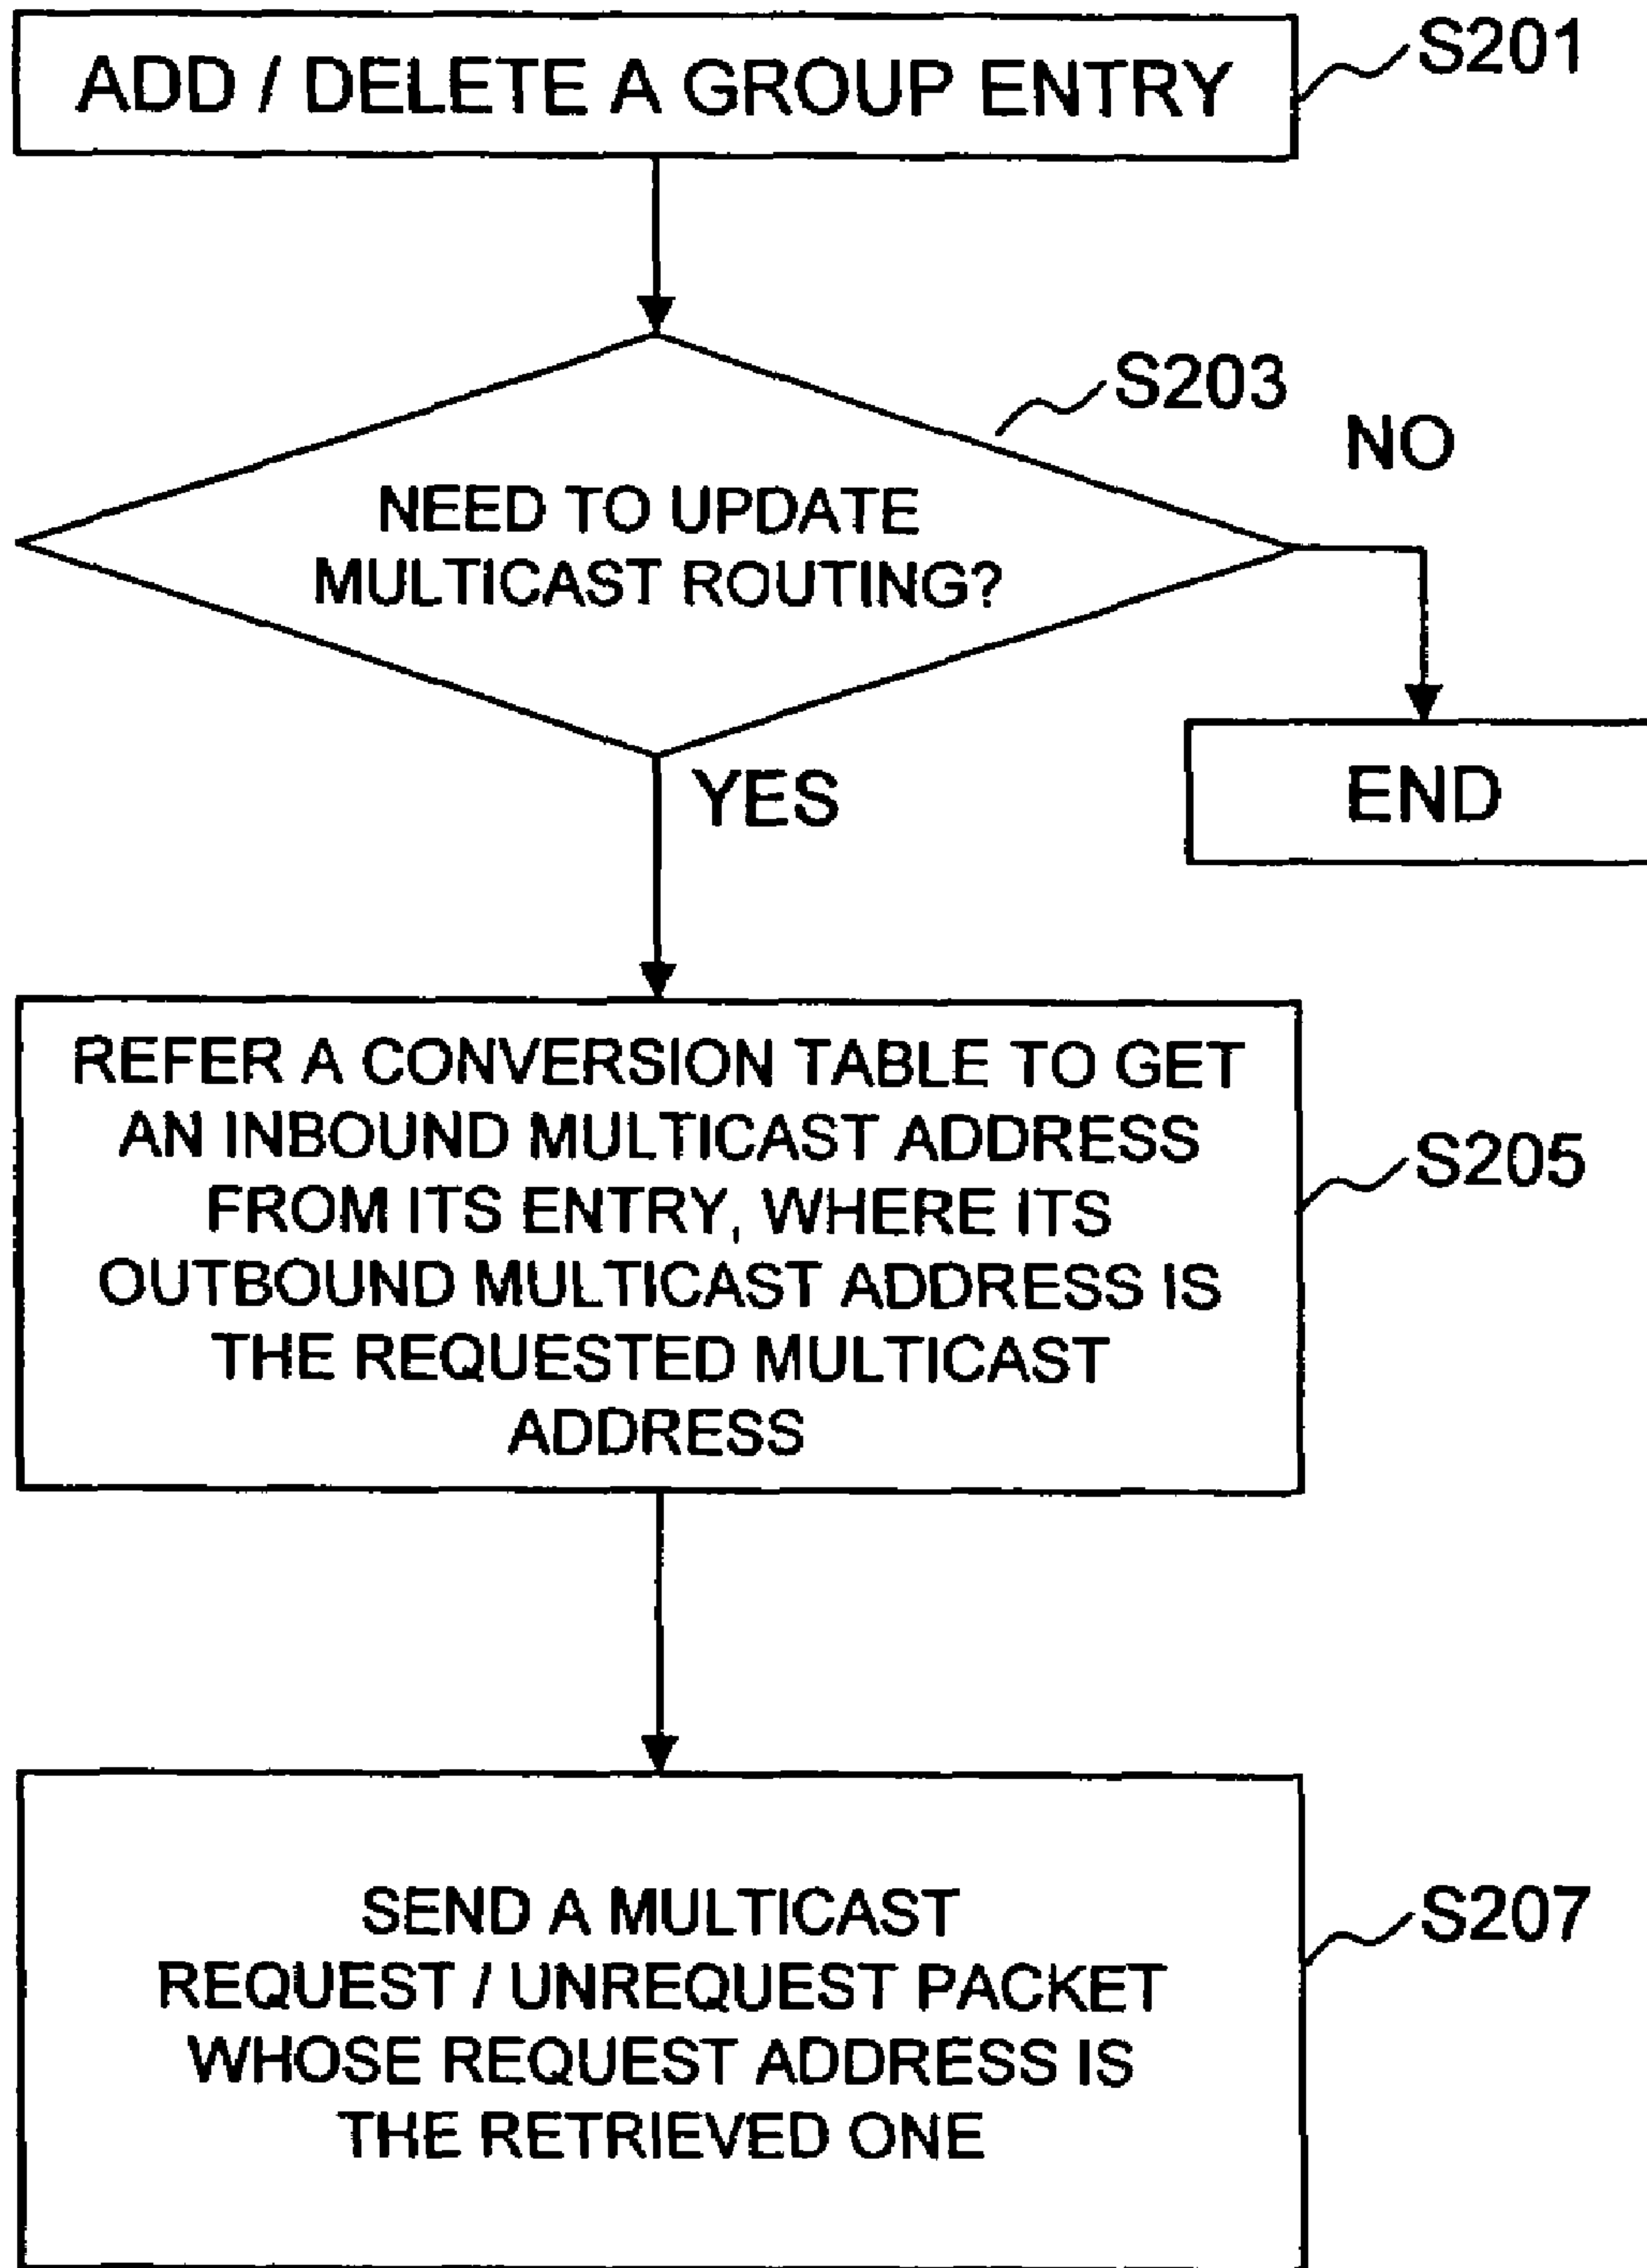 ADD / DELETE A GROUP ENTRY
S201
S203
NO
NEED TO UPDATE
MULTICAST ROUTING?
YES
END
REFER A CONVERSION TABLE TO GET
AN INBOUND MULTICAST ADDRESS
FROM ITS ENTRY, WHERE ITS
OUTBOUND MULTICAST ADDRESS IS
THE REQUESTED MULTICAST
ADDRESS
S205
SEND A MULTICAST
REQUEST / UNREQUEST PACKET
WHOSE REQUEST ADDRESS IS
THE RETRIEVED ONE
S207